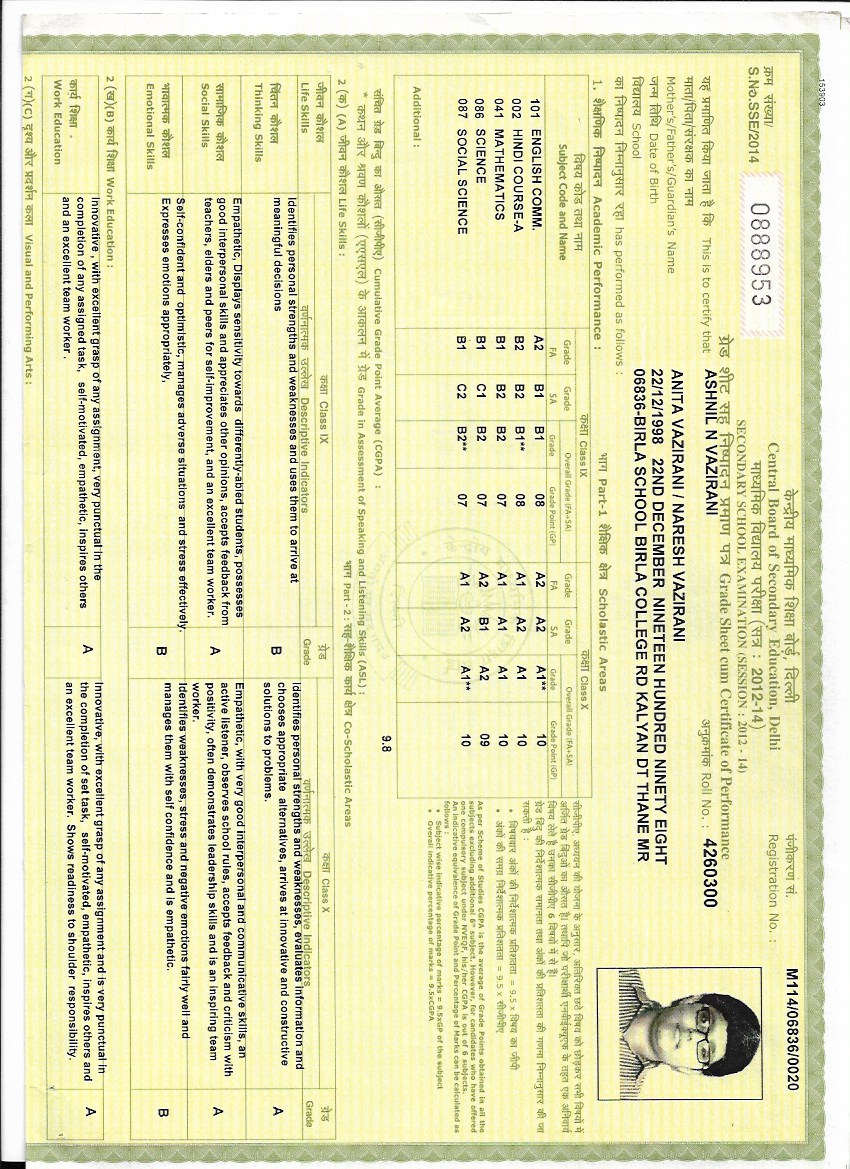 153903
क्रम संख्या/
S.No.SSE/2014
0888953
केन्द्रीय माध्यमिक शिक्षा बोर्ड, दिल्ली
Central Board of Secondary Education, Delhi
माध्यमिक विद्यालय परीक्षा (सत्र : 2012-14)
SECONDARY SCHOOL EXAMINATION (SESSION : 2012 - 14)
ग्रेड शीट सह निष्पादन प्रमाण पत्र Grade Sheet cum Certificate of Performance
पंजीकरण सं.
Registration No. :
M114/06836/0020
यह प्रमाणित किया जाता है कि This is to certify that ASHNIL N VAZIRANI
अनुक्रमांक Roll No. : 4260300
माता/पिता/संरक्षक का नाम
Mother's/Father's/Guardian's Name ANITA VAZIRANI / NARESH VAZIRANI
जन्म तिथि Date of Birth 22/12/1998 22ND DECEMBER NINETEEN HUNDRED NINETY EIGHT
विद्यालय School 06836-BIRLA SCHOOL BIRLA COLLEGE RD KALYAN DT THANE MR
का निष्पादन निम्नानुसार रहा has performed as follows :
भाग Part-1 शैक्षिक क्षेत्र Scholastic Areas
1. शैक्षणिक निष्पादन Academic Performance :
विषय कोड तथा नाम
Subject Code and Name
कक्षा Class IX
कक्षा Class X
Grade FA
Grade SA
Overall Grade (FA+SA)
Grade
Grade Point (GP)
Grade FA
Grade SA
Overall Grade (FA+SA)
Grade
Grade Point (GP)
101 ENGLISH COMM. A2 B1 B1 08 A2 A2 A1** 10
002 HINDI COURSE-A B2 B2 B1** 08 A1 A2 A1 10
041 MATHEMATICS B1 B2 B2 07 A1 A1 A1 10
086 SCIENCE B1 C1 B2 07 A2 B1 A2 09
087 SOCIAL SCIENCE B1 C2 B2** 07 A1 A2 A1** 10
Additional :
सीजीपीए, अध्ययन की योजना के अनुसार, अतिरिक्त छठे विषय को छोड़कर सभी विषयों में
अर्जित ग्रेड बिंदुओं का औसत है। तथापि जो परीक्षार्थी एनवीईक्यूएफ के तहत एक अनिवार्य
विषय लेते हैं उनका सीजीपीए 6 विषयों में से है।
ग्रेड बिंदु की निर्देशात्मक समानता तथा अंकों की प्रतिशतता की गणना निम्नानुसार की जा
सकती है :
• विषयवार अंकों की निर्देशात्मक प्रतिशतता = 9.5 x विषय का जीपी
• अंकों की समग्र निर्देशात्मक प्रतिशतता = 9.5 x सीजीपीए
As per Scheme of Studies CGPA is the average of Grade Points obtained in all the
subjects excluding additional 6th subject. However, for candidates who have offered
one compulsory subject under NVEQF, his/her CGPA is out of 6 subjects.
An indicative equivalence of Grade Point and Percentage of Marks can be calculated as
follows :
• Subject wise indicative percentage of marks = 9.5xGP of the subject
• Overall indicative percentage of marks = 9.5xCGPA
संचित ग्रेड बिन्दु का औसत (सीजीपीए) Cumulative Grade Point Average (CGPA) : 9.8
* कथन और श्रवण कौशलों (एएसएल) के आकलन में ग्रेड Grade in Assessment of Speaking and Listening Skills (ASL) :
भाग Part - 2 : सह-शैक्षिक कार्य क्षेत्र Co-Scholastic Areas
2 (क) (A) जीवन कौशल Life Skills :
जीवन कौशल
Life Skills
कक्षा Class IX
वर्णनात्मक उल्लेख Descriptive Indicators
ग्रेड
Grade
कक्षा Class X
वर्णनात्मक उल्लेख Descriptive Indicators
ग्रेड
Grade
चिंतन कौशल
Thinking Skills
Identifies personal strengths and weaknesses and uses them to arrive at
meaningful decisions
B
Identifies personal strengths and weaknesses, evaluates information and
chooses appropriate alternatives, arrives at innovative and constructive
solutions to problems.
A
सामाजिक कौशल
Social Skills
Empathetic, Displays sensitivity towards differently-abled students, possesses
good interpersonal skills and appreciates other opinions, accepts feedback from
teachers, elders and peers for self-improvement, and an excellent team worker.
A
Empathetic, with very good interpersonal and communicative skills, an
active listener, observes school rules, accepts feedback and criticism with
positivity, often demonstrates leadership skills and is an inspiring team
worker.
A
भावात्मक कौशल
Emotional Skills
Self-confident and optimistic, manages adverse situations and stress effectively.
Expresses emotions appropriately.
B
Identifies weaknesses, stress and negative emotions fairly well and
manages them with self confidence and is empathetic.
B
2 (ख)(B) कार्य शिक्षा Work Education :
कार्य शिक्षा
Work Education
Innovative , with excellent grasp of any assignment, very punctual in the
completion of any assigned task, self-motivated, empathetic, inspires others
and an excellent team worker .
A
Innovative, with excellent grasp of any assignment and is very punctual in
the completion of set task, self-motivated, empathetic, inspires others and
an excellent team worker. Shows readiness to shoulder responsibility.
A
2 (ग)(C) दृश्य और प्रदर्शन कला Visual and Performing Arts :